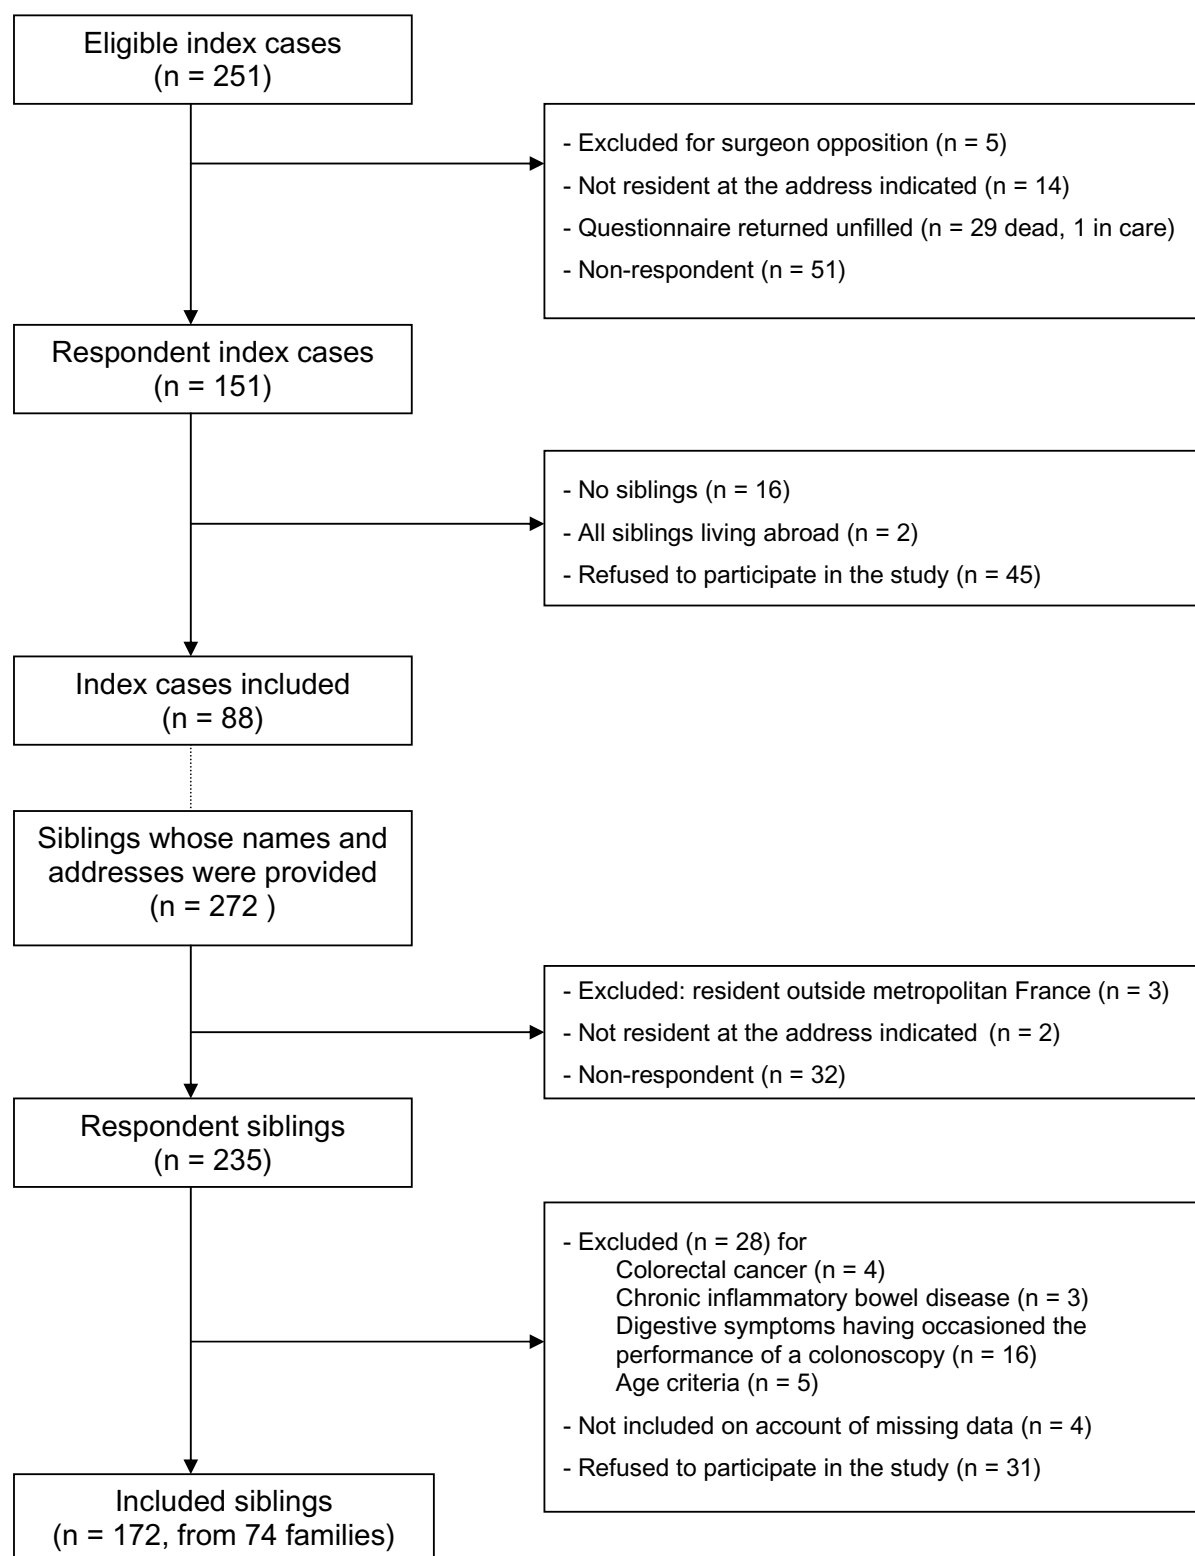 Eligible index cases
(n = 251)
- Excluded for surgeon opposition (n = 5)
- Not resident at the address indicated (n = 14)
- Questionnaire returned unfilled (n = 29 dead, 1 in care)
- Non-respondent (n = 51)
Respondent index cases
(n = 151)
- No siblings (n = 16)
- All siblings living abroad (n = 2)
- Refused to participate in the study (n = 45)
Index cases included
(n = 88)
Siblings whose names and
addresses were provided
(n = 272 )
- Excluded: resident outside metropolitan France (n = 3)
- Not resident at the address indicated (n = 2)
- Non-respondent (n = 32)
Respondent siblings
(n = 235)
- Excluded (n = 28) for
Colorectal cancer (n = 4)
Chronic inflammatory bowel disease (n = 3)
Digestive symptoms having occasioned the
performance of a colonoscopy (n = 16)
Age criteria (n = 5)
- Not included on account of missing data (n = 4)
- Refused to participate in the study (n = 31)
Included siblings
(n = 172, from 74 families)